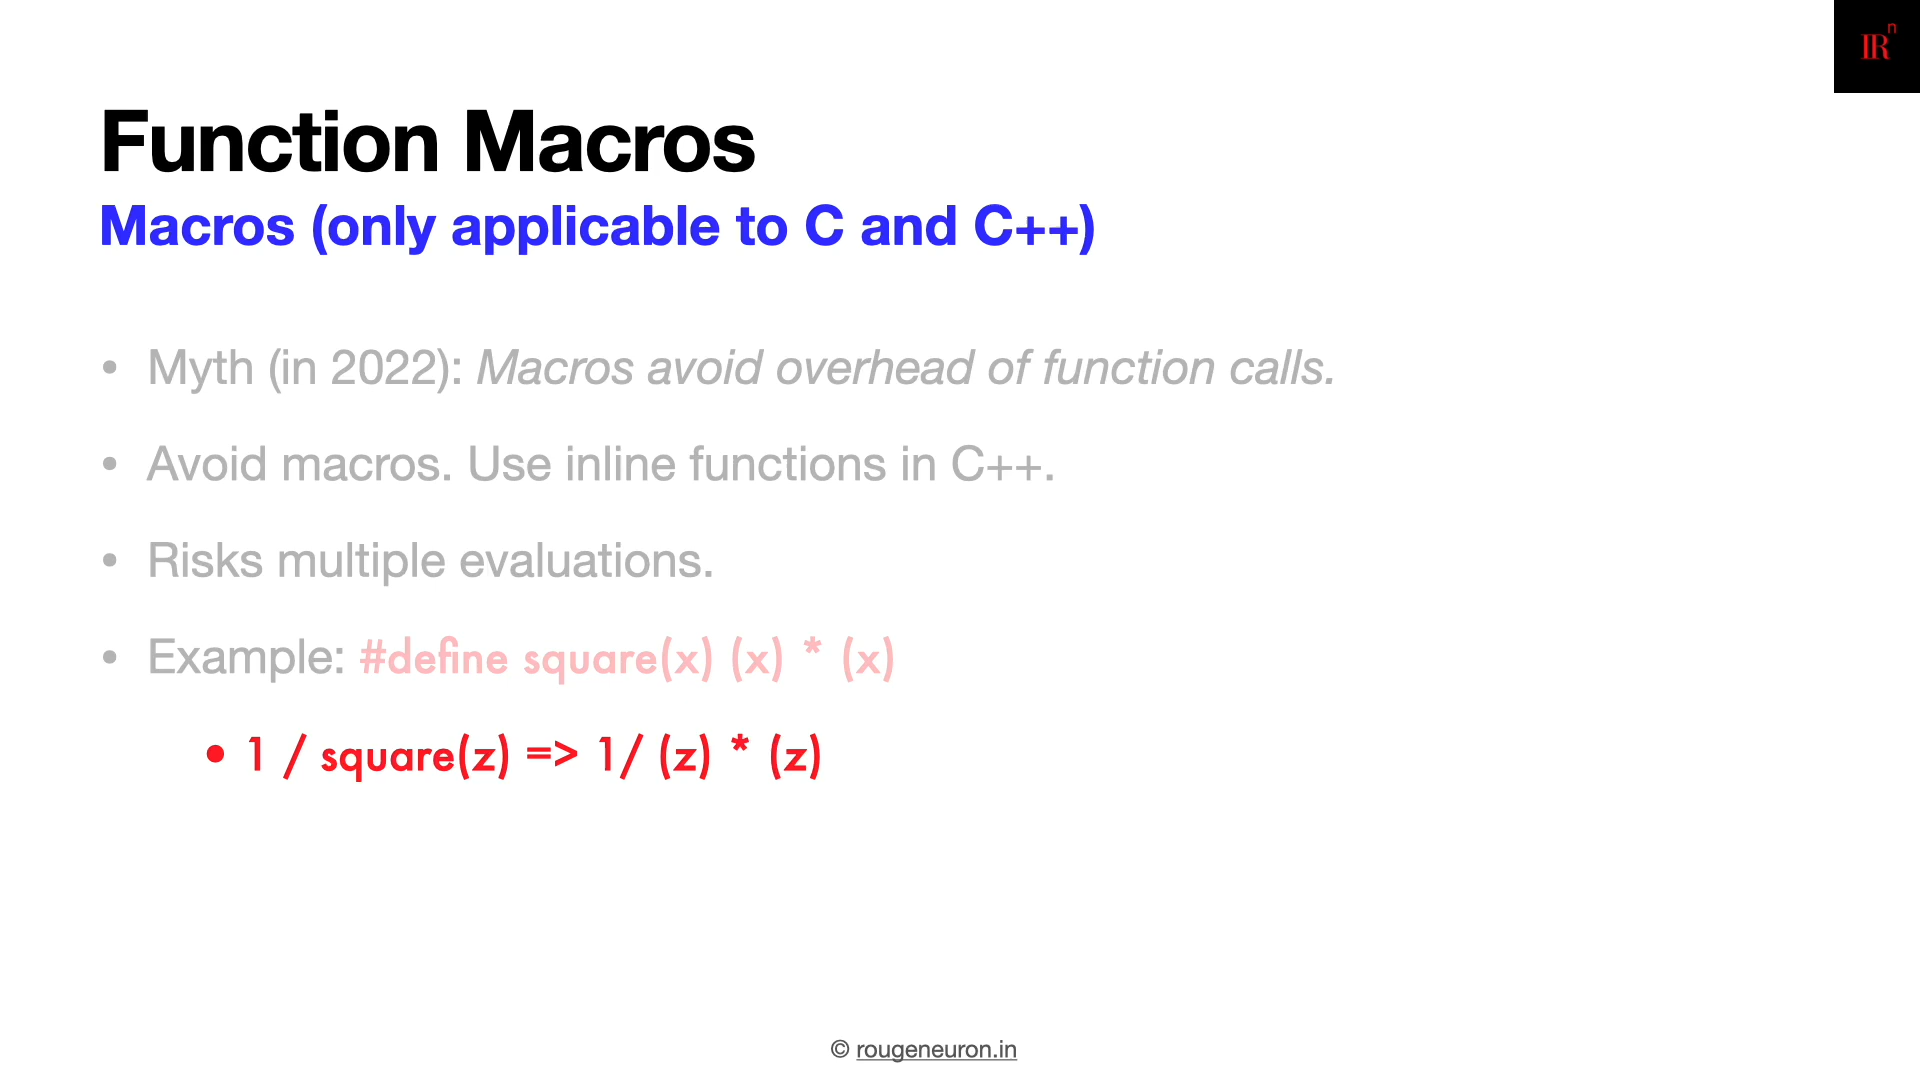 IRⁿ
Function Macros
Macros (only applicable to C and C++)
• Myth (in 2022): Macros avoid overhead of function calls.
• Avoid macros. Use inline functions in C++.
• Risks multiple evaluations.
• Example: #define square(x) (x) * (x)
• 1 / square(z) => 1/ (z) * (z)
© rougeneuron.in